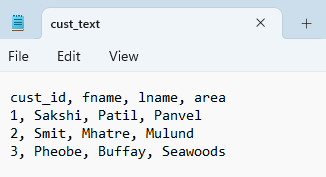 cust_text
File Edit View
cust_id, fname, lname, area
1, Sakshi, Patil, Panvel
2, Smit, Mhatre, Mulund
3, Pheobe, Buffay, Seawoods